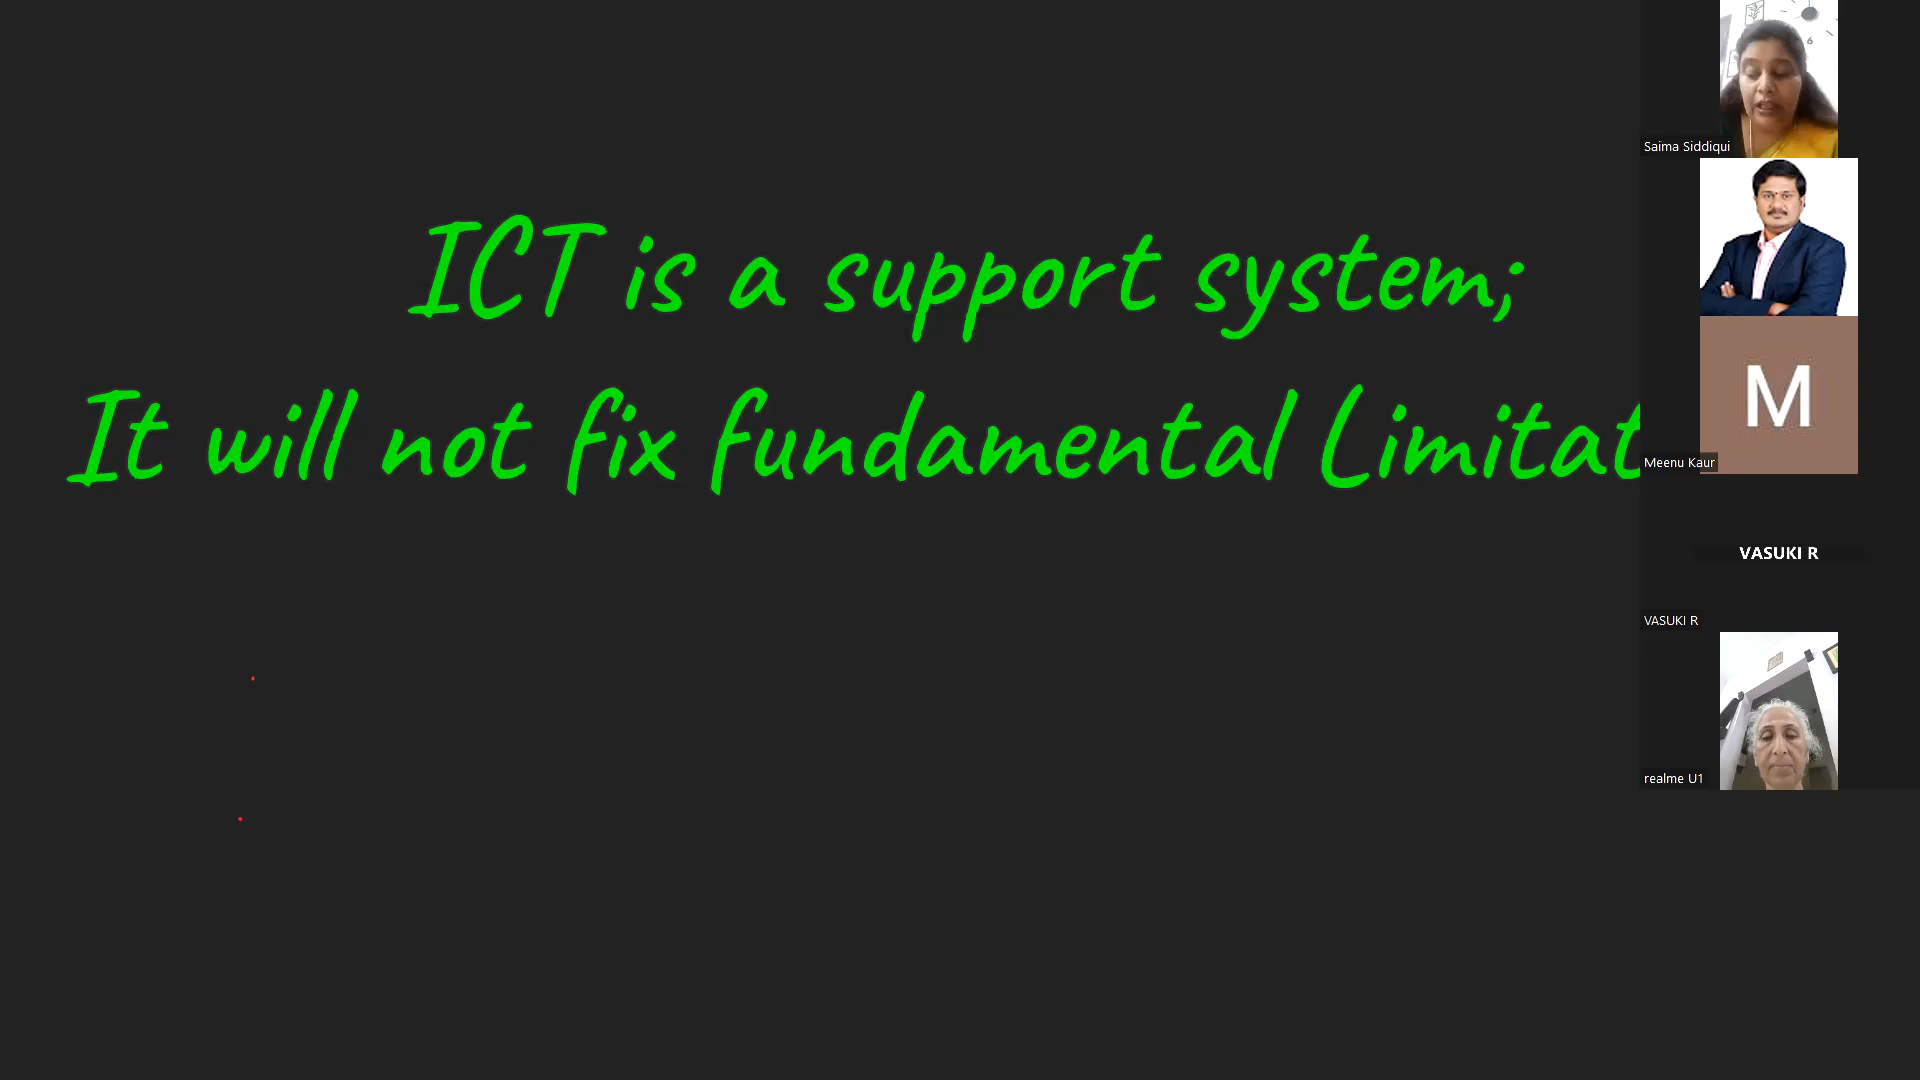 ICT is a support system;
It will not fix fundamental Limitat
Saima Siddiqui
M
Meenu Kaur
VASUKI R
VASUKI R
realme U1